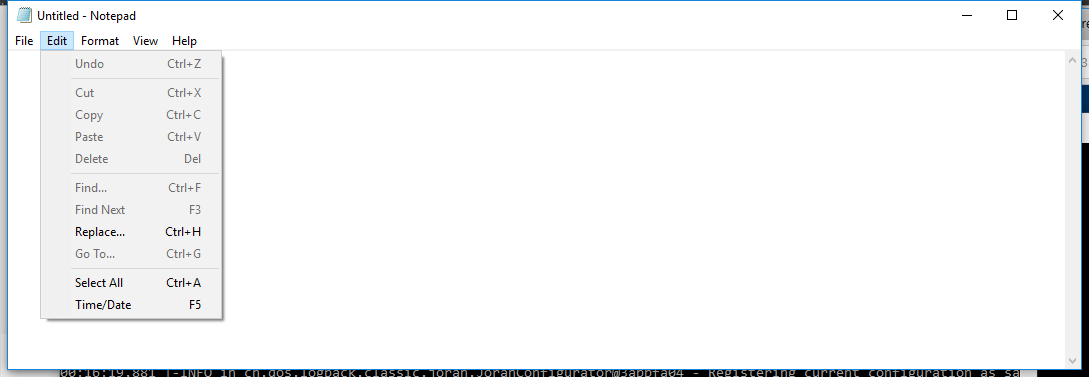 Untitled - Notepad
File Edit Format View Help
Undo Ctrl+Z
Cut Ctrl+X
Copy Ctrl+C
Paste Ctrl+V
Delete Del
Find... Ctrl+F
Find Next F3
Replace... Ctrl+H
Go To... Ctrl+G
Select All Ctrl+A
Time/Date F5
re
3
00:16:19.881 |-INFO in ch.qos.logback.classic.joran.JoranConfigurator@3abbfa04 - Registering current configuration as sa